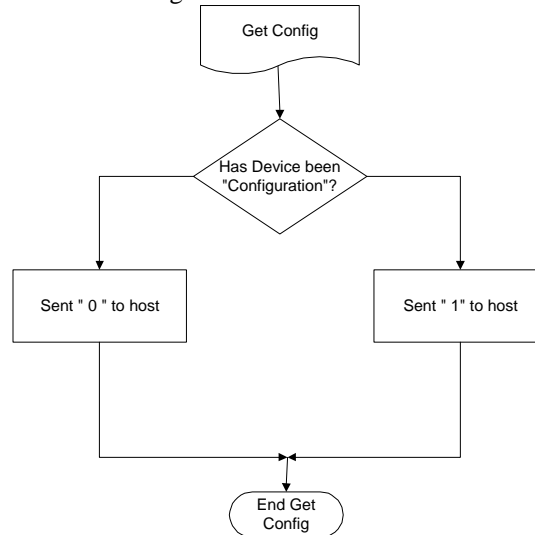 Get Config
Has Device been
"Configuration"?
Sent " 0 " to host
Sent " 1" to host
End Get
Config